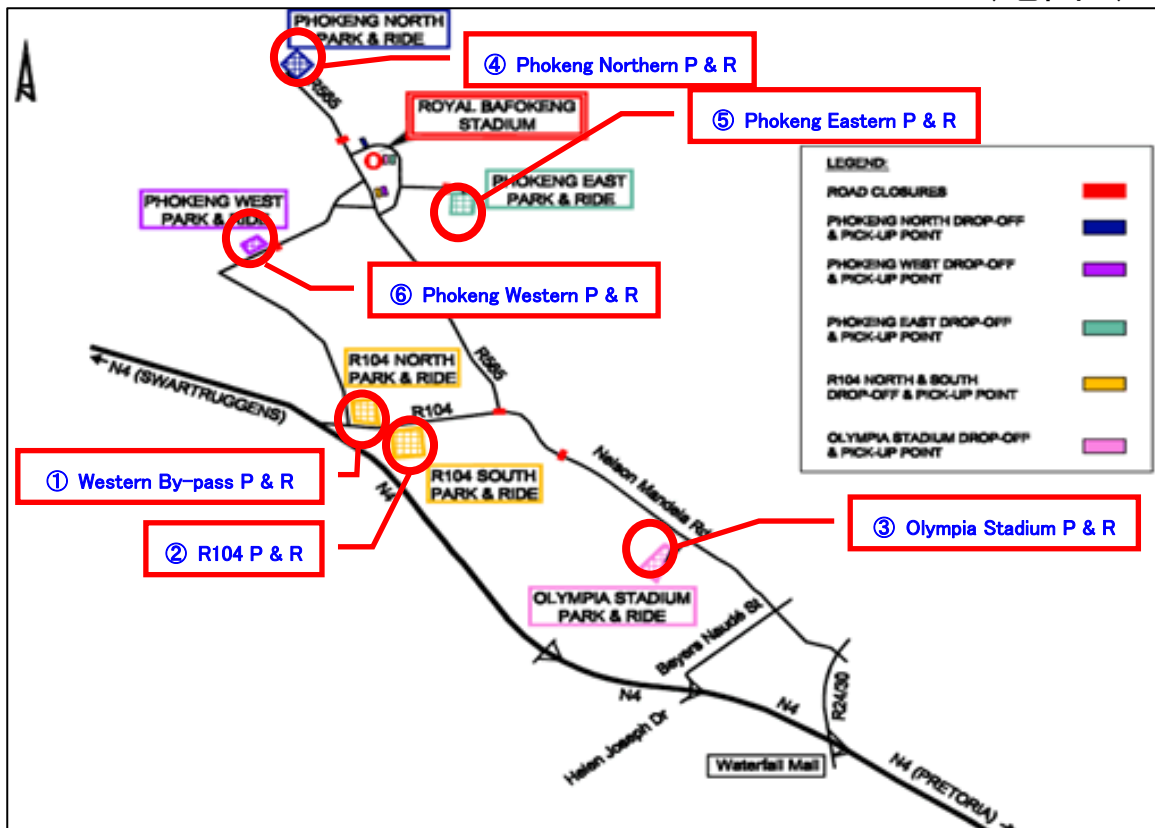 PHOKENG NORTH
PARK & RIDE
④ Phokeng Northern P & R
R565
ROYAL BAFOKENG
STADIUM
⑤ Phokeng Eastern P & R
PHOKENG EAST
PARK & RIDE
PHOKENG WEST
PARK & RIDE
⑥ Phokeng Western P & R
LEGEND:
ROAD CLOSURES
PHOKENG NORTH DROP-OFF
& PICK-UP POINT
PHOKENG WEST DROP-OFF
& PICK-UP POINT
PHOKENG EAST DROP-OFF
& PICK-UP POINT
R104 NORTH & SOUTH
DROP-OFF & PICK-UP POINT
OLYMPIA STADIUM DROP-OFF
& PICK-UP POINT
N4 (SWARTRUGGENS)
R104 NORTH
PARK & RIDE
R565
R104
① Western By-pass P & R
R104 SOUTH
PARK & RIDE
N4
Nelson Mandela Rd
② R104 P & R
③ Olympia Stadium P & R
OLYMPIA STADIUM
PARK & RIDE
Beyers Naudé St
N4
Helen Joseph Dr
N4
R24/30
Waterfall Mall
N4 (PRETORIA)